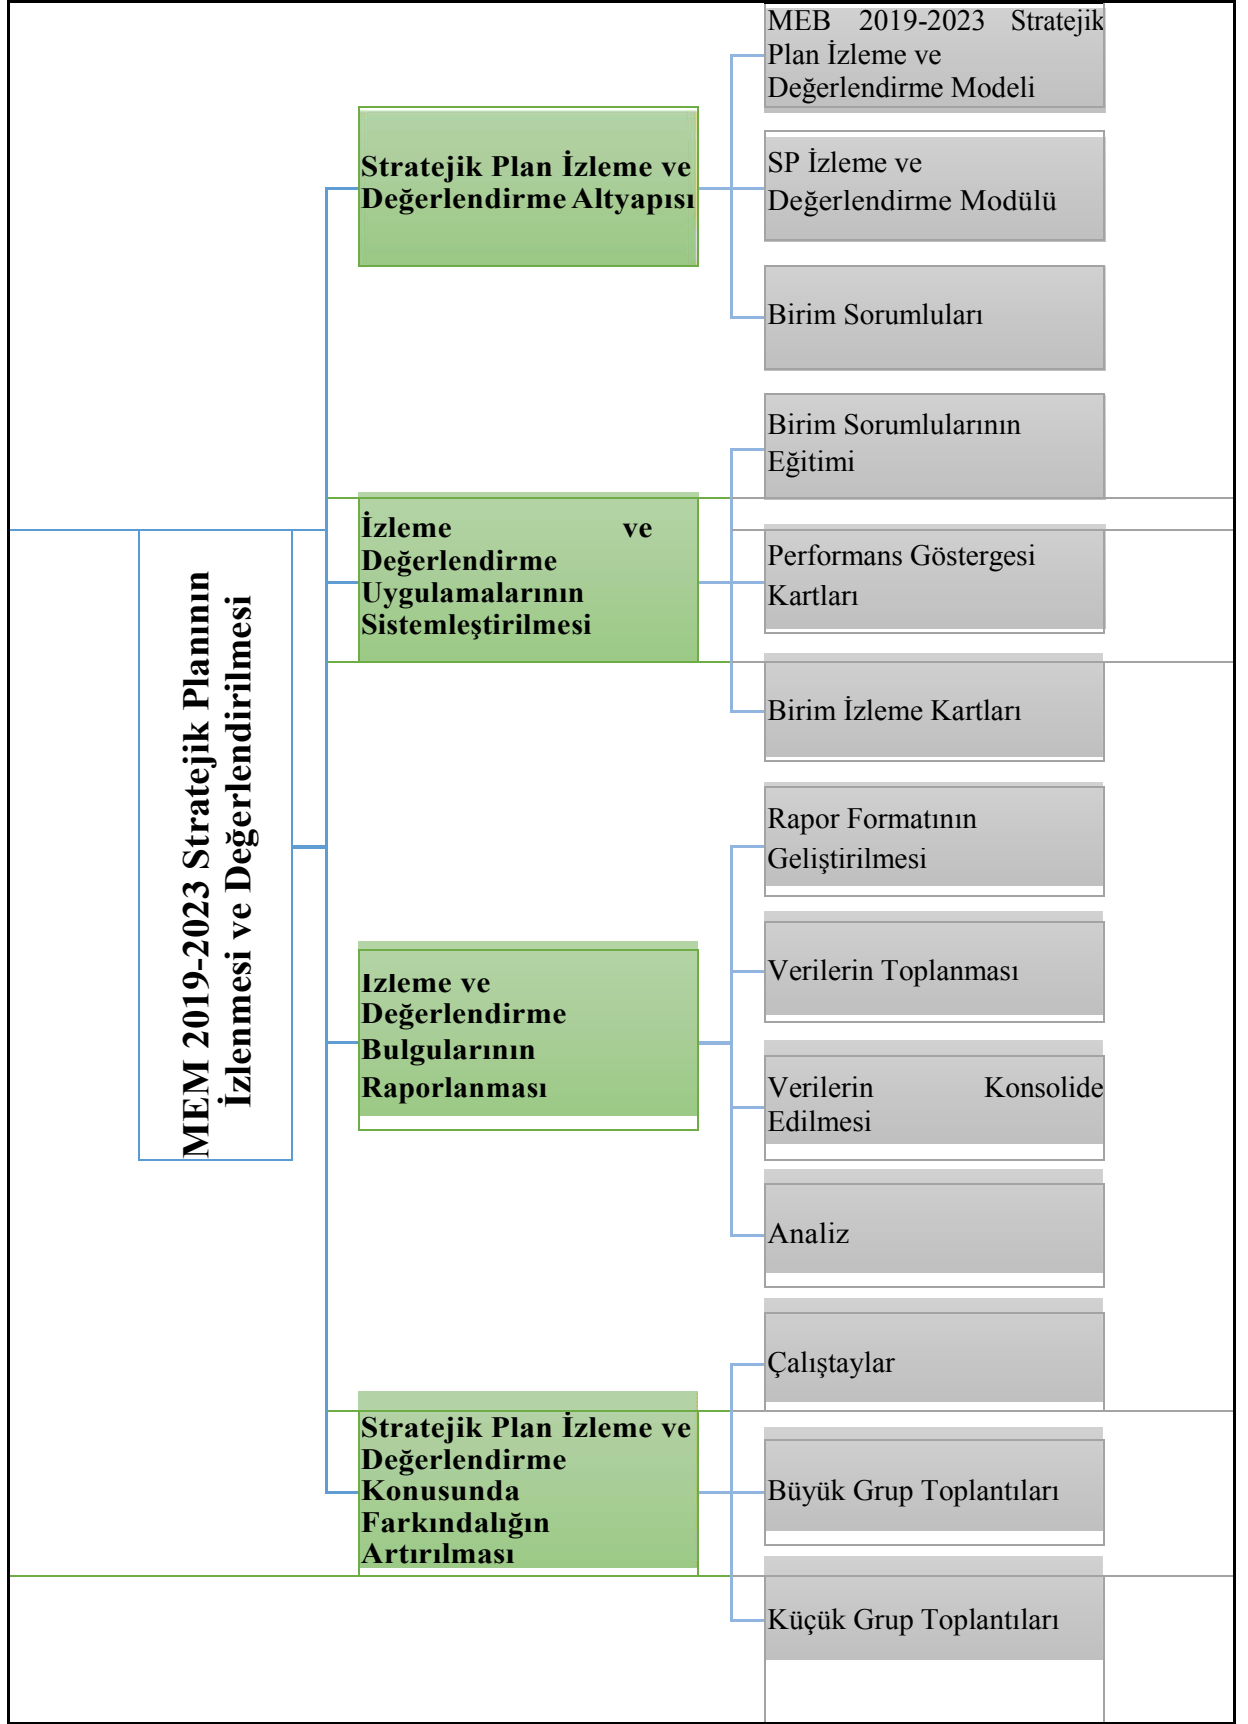 MEM 2019-2023 Stratejik Planının
İzlenmesi ve Değerlendirilmesi
Stratejik Plan İzleme ve
Değerlendirme Altyapısı
MEB 2019-2023 Stratejik
Plan İzleme ve
Değerlendirme Modeli
SP İzleme ve
Değerlendirme Modülü
Birim Sorumluları
İzleme ve
Değerlendirme
Uygulamalarının
Sistemleştirilmesi
Birim Sorumlularının
Eğitimi
Performans Göstergesi
Kartları
Birim İzleme Kartları
İzleme ve
Değerlendirme
Bulgularının
Raporlanması
Rapor Formatının
Geliştirilmesi
Verilerin Toplanması
Verilerin Konsolide
Edilmesi
Analiz
Stratejik Plan İzleme ve
Değerlendirme
Konusunda
Farkındalığın
Artırılması
Çalıştaylar
Büyük Grup Toplantıları
Küçük Grup Toplantıları